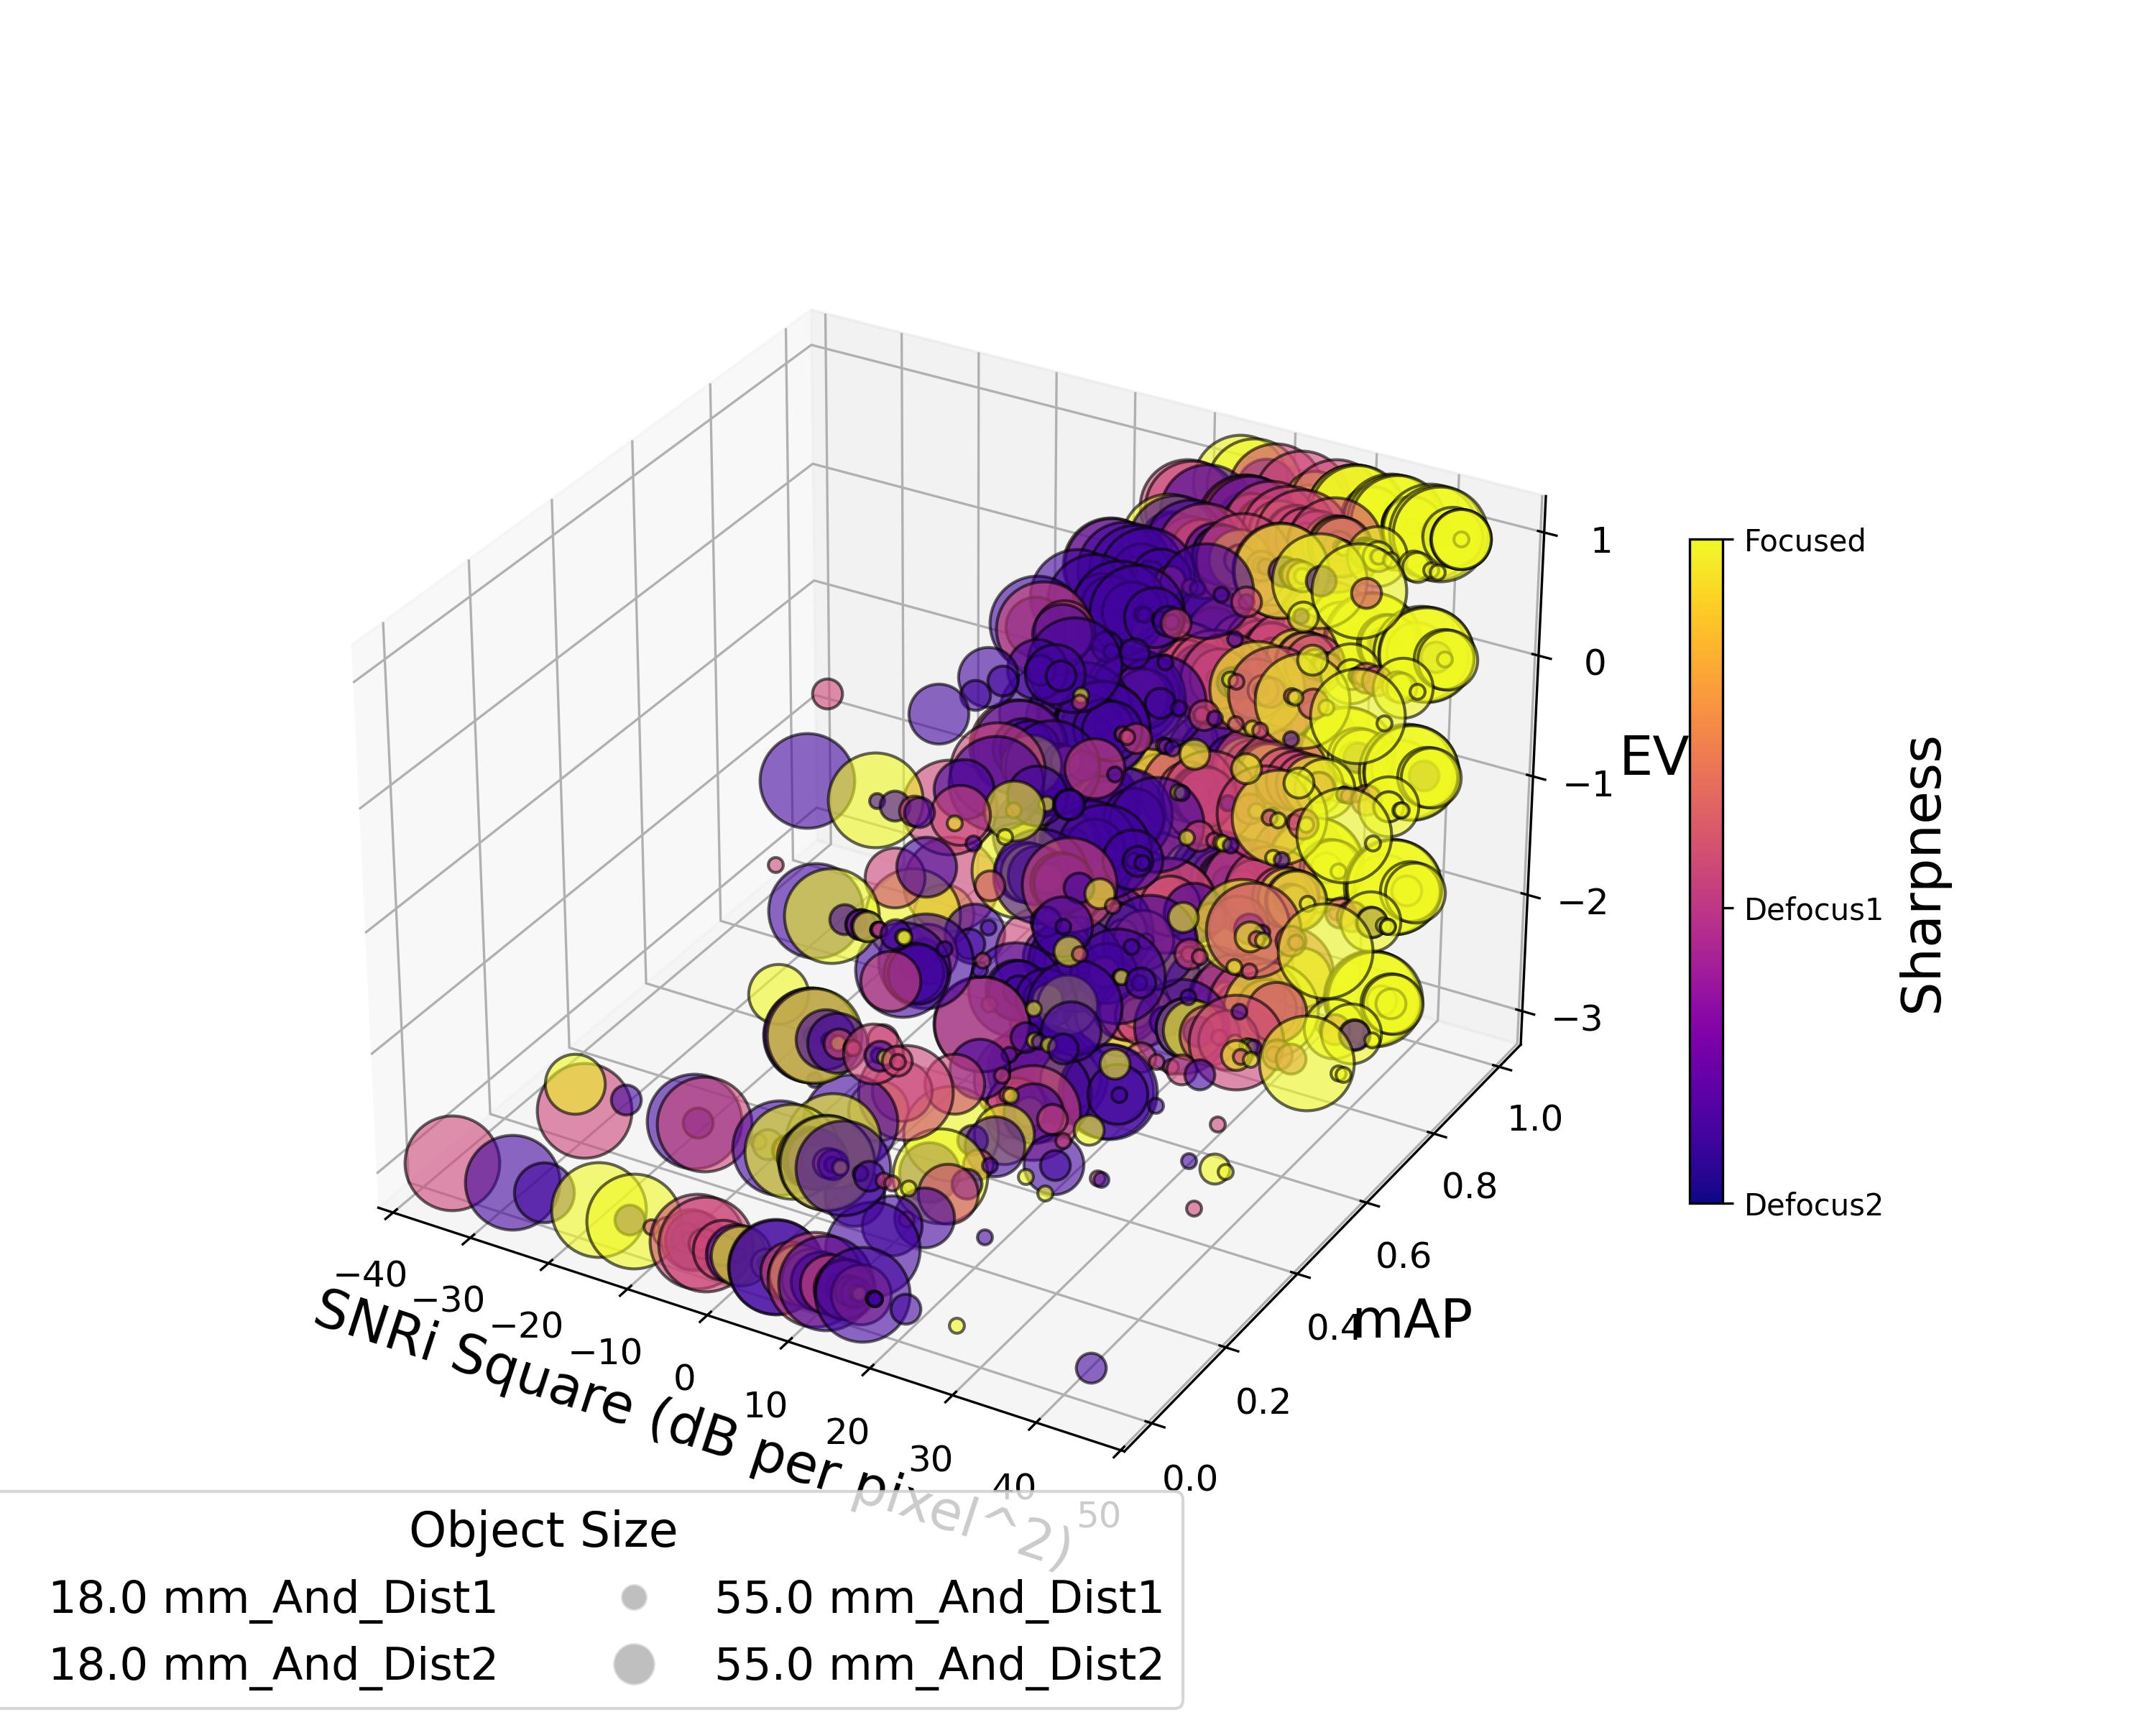 1
0
−1
−2
−3
EV
Focused
Defocus1
Defocus2
Sharpness
−40
−30
−20
−10
0
10
20
30
40
50
SNRi Square (dB per pixel^2)
0.0
0.2
0.4
0.6
0.8
1.0
mAP
Object Size
18.0 mm_And_Dist1
55.0 mm_And_Dist1
18.0 mm_And_Dist2
55.0 mm_And_Dist2